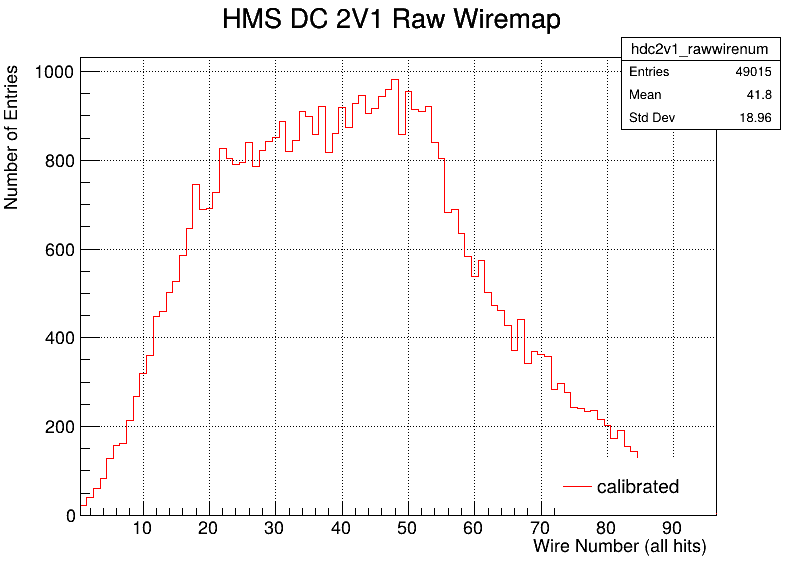 HMS DC 2V1 Raw Wiremap
hdc2v1_rawwirenum
Entries 49015
Mean 41.8
Std Dev 18.96
Number of Entries
1000
800
600
400
200
0
calibrated
10 20 30 40 50 60 70 80 90
Wire Number (all hits)